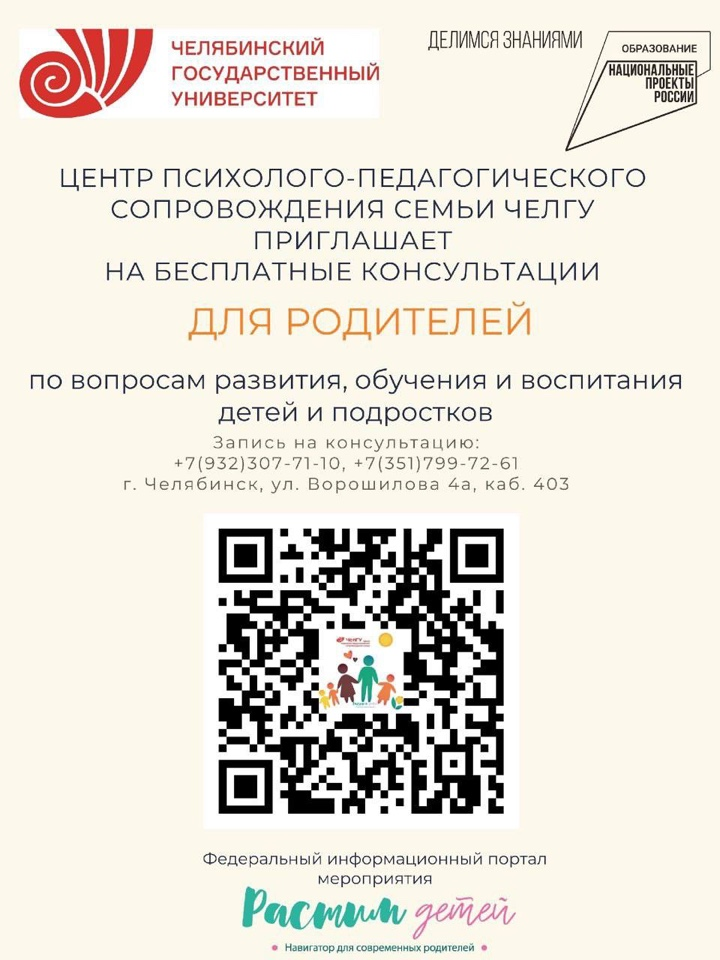 ЧЕЛЯБИНСКИЙ
ГОСУДАРСТВЕННЫЙ
УНИВЕРСИТЕТ
ДЕЛИМСЯ ЗНАНИЯМИ
ОБРАЗОВАНИЕ
НАЦИОНАЛЬНЫЕ
ПРОЕКТЫ
РОССИИ
ЦЕНТР ПСИХОЛОГО-ПЕДАГОГИЧЕСКОГО
СОПРОВОЖДЕНИЯ СЕМЬИ ЧЕЛГУ
ПРИГЛАШАЕТ
НА БЕСПЛАТНЫЕ КОНСУЛЬТАЦИИ
ДЛЯ РОДИТЕЛЕЙ
по вопросам развития, обучения и воспитания
детей и подростков
Запись на консультацию:
+7(932)307-71-10, +7(351)799-72-61
г. Челябинск, ул. Ворошилова 4а, каб. 403
ЧелГУ
Федеральный информационный портал
мероприятия
Растим детей
• Навигатор для современных родителей •